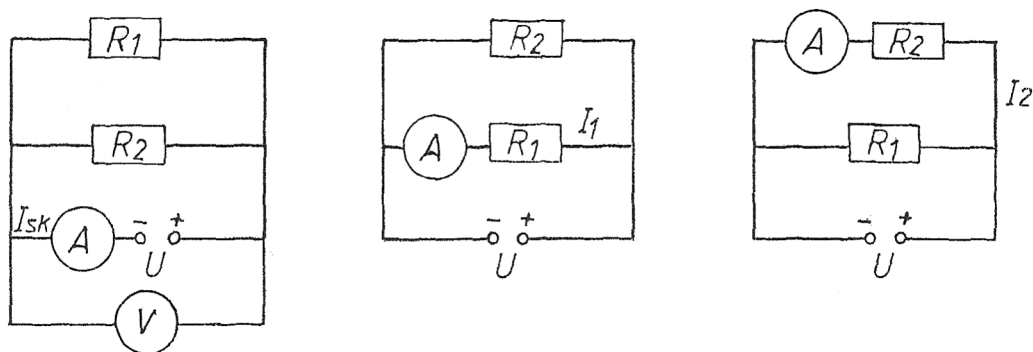 R1
R2
Isk
A
- +
U
V
R2
A
R1
I1
- +
U
A
R2
I2
R1
- +
U